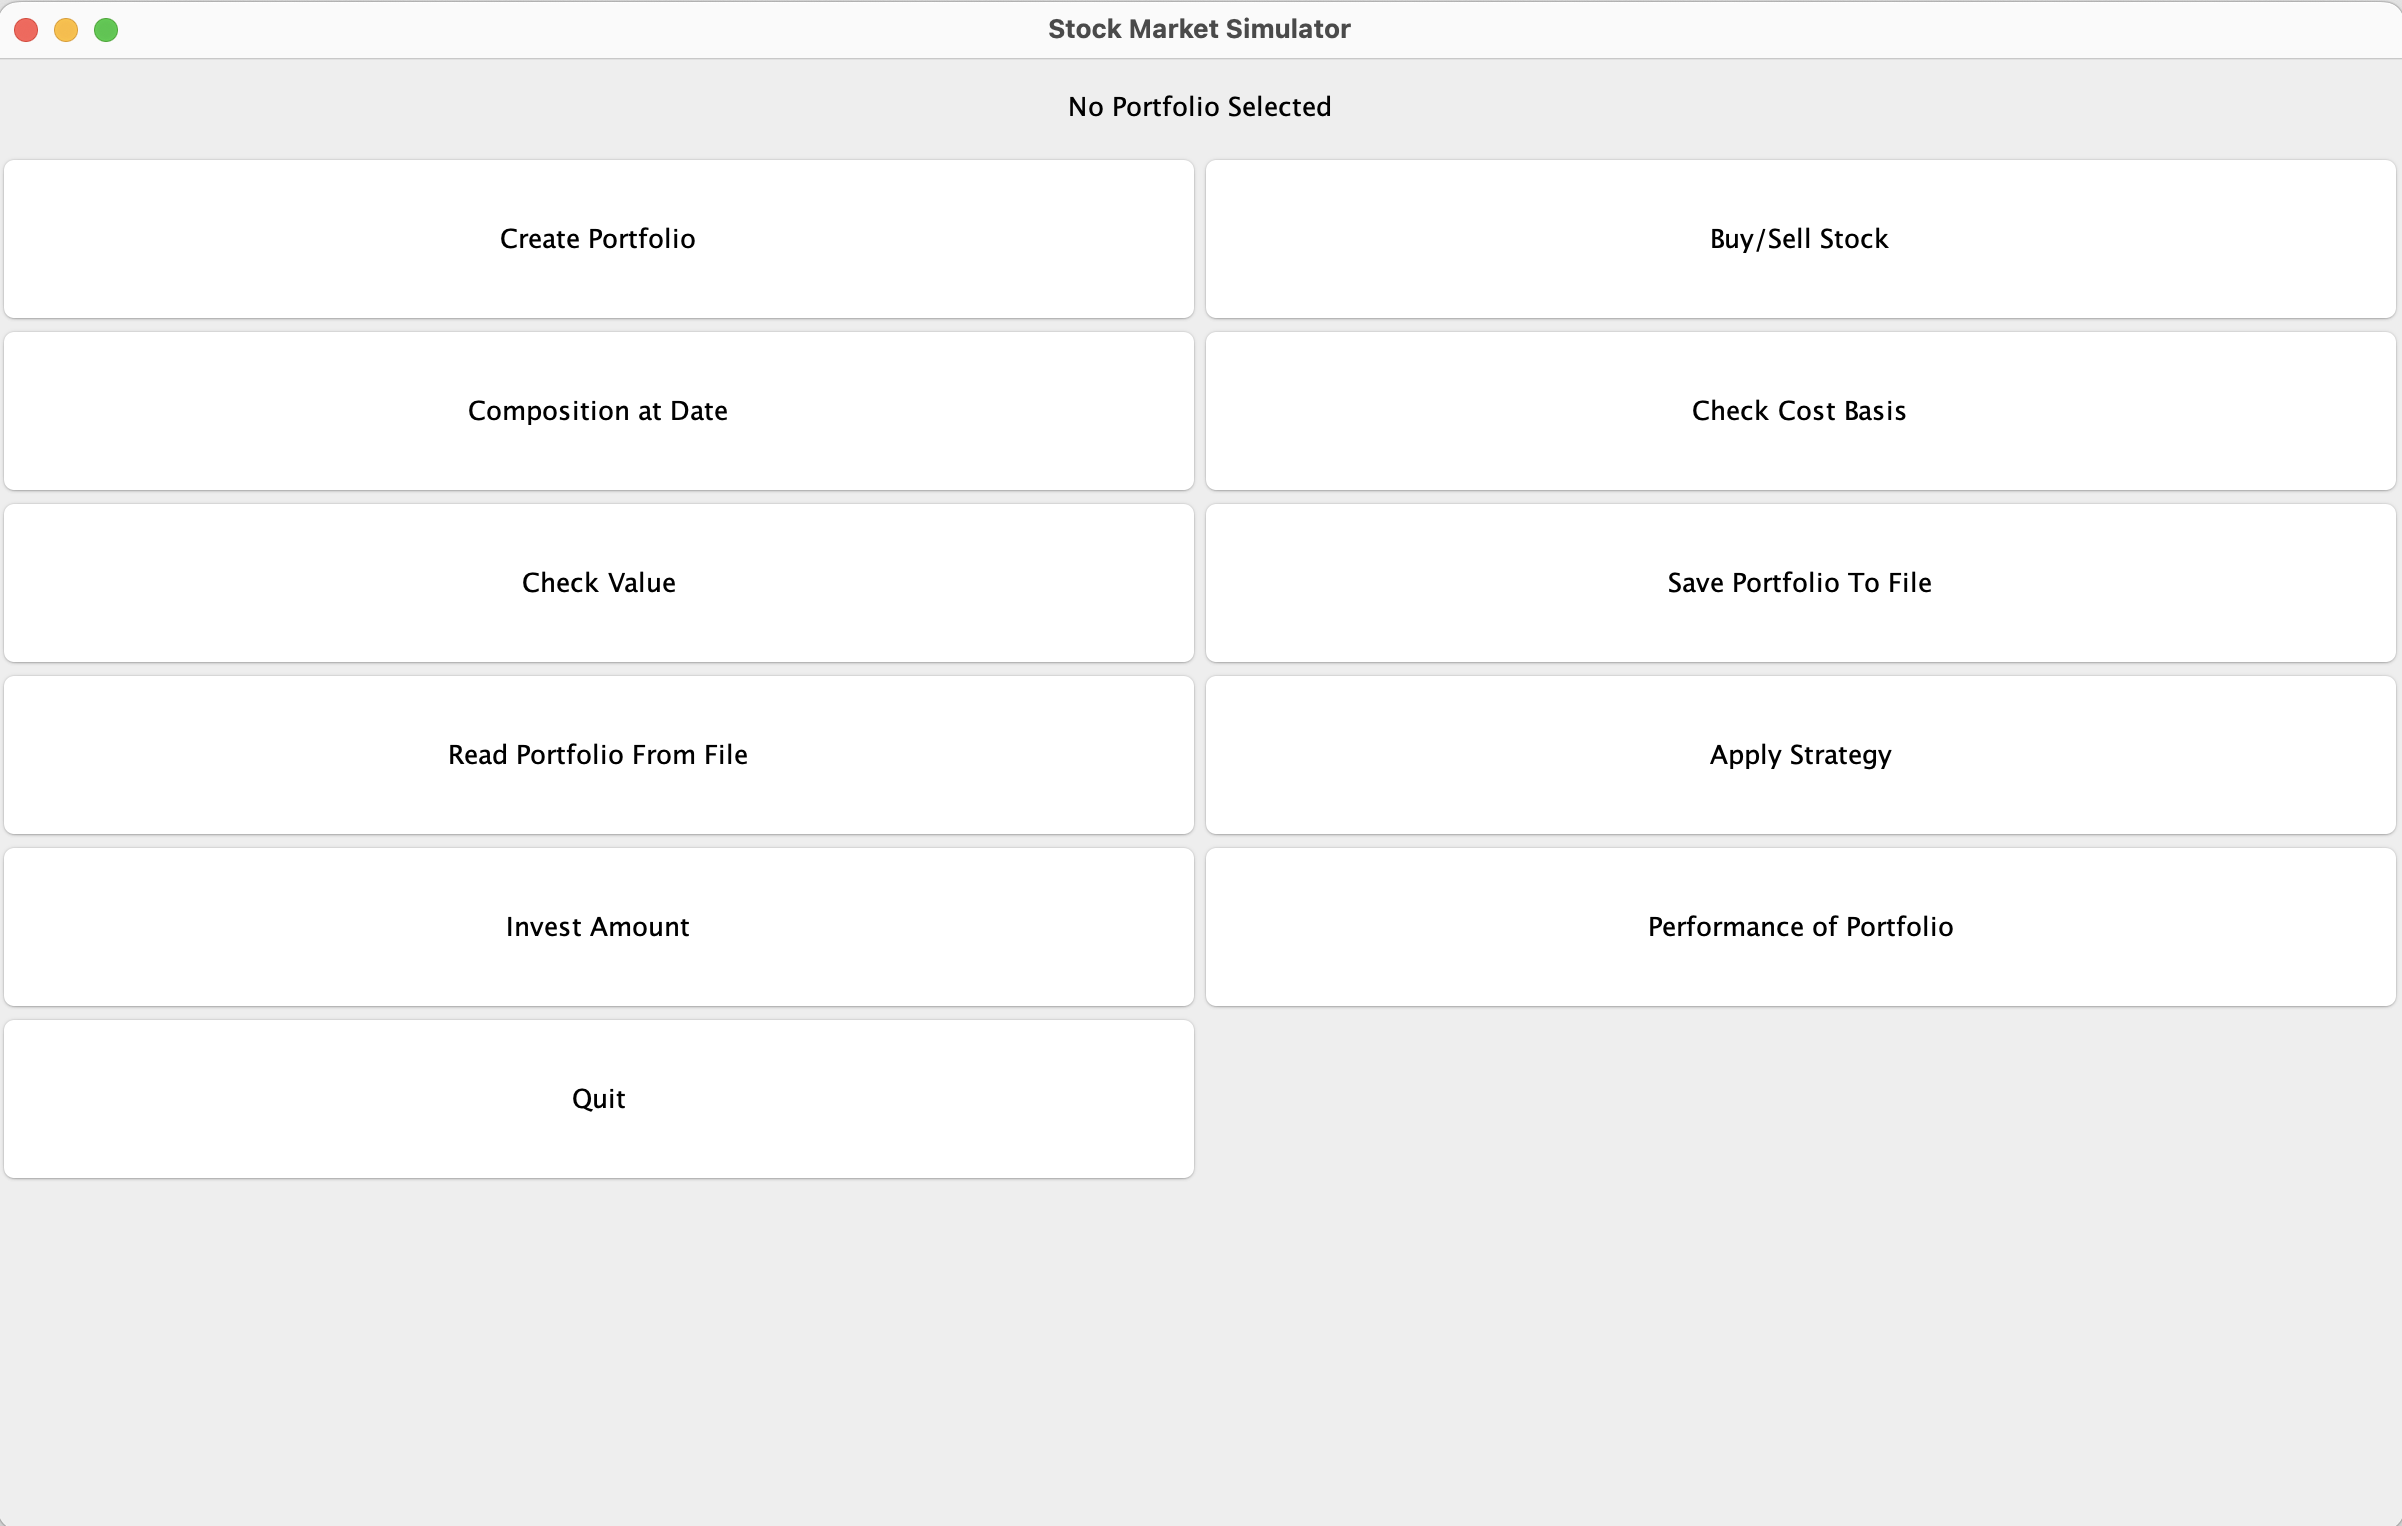 Stock Market Simulator
No Portfolio Selected
Create Portfolio
Buy/Sell Stock
Composition at Date
Check Cost Basis
Check Value
Save Portfolio To File
Read Portfolio From File
Apply Strategy
Invest Amount
Performance of Portfolio
Quit